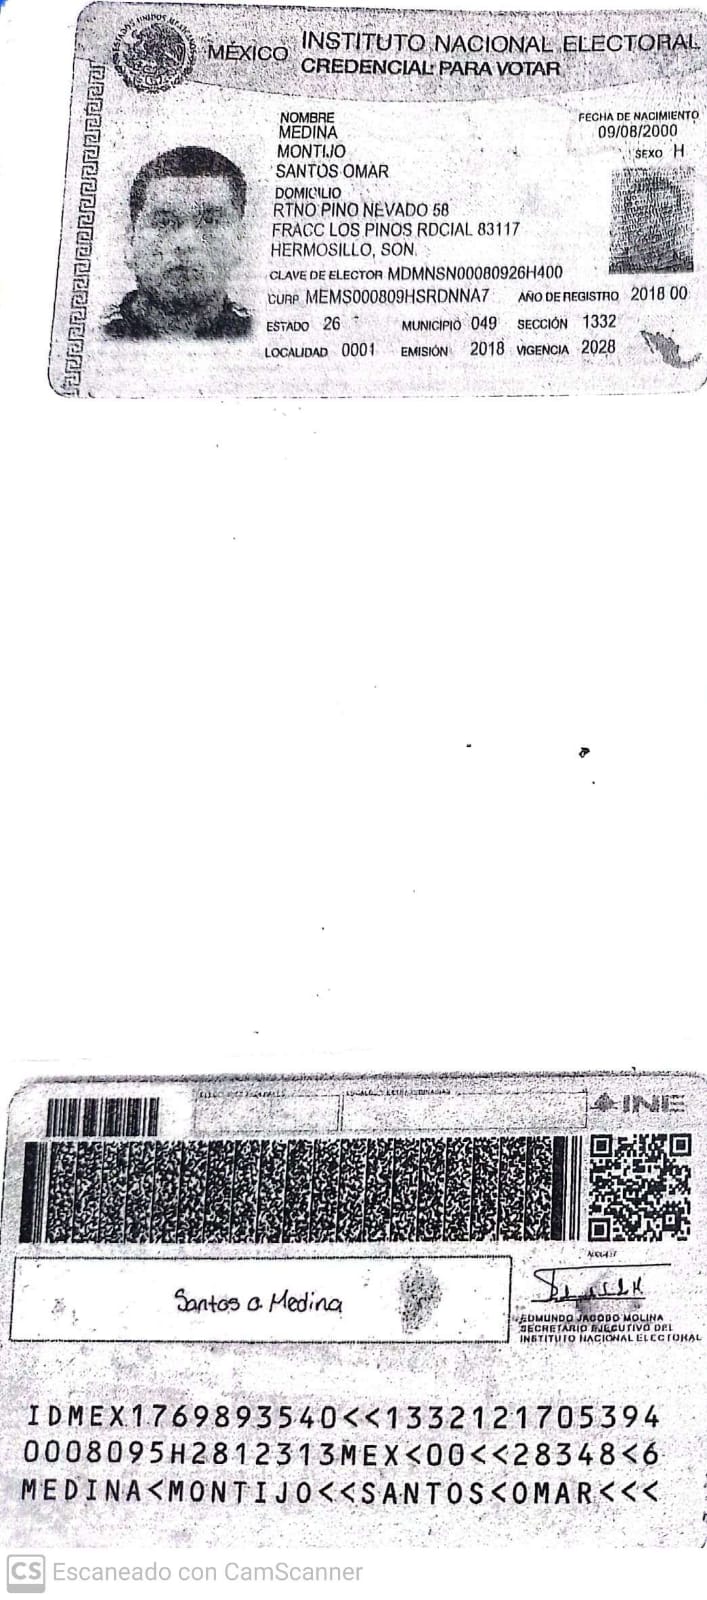 MÉXICO INSTITUTO NACIONAL ELECTORAL
CREDENCIAL PARA VOTAR
NOMBRE
MEDINA
MONTIJO
SANTOS OMAR
FECHA DE NACIMIENTO
09/08/2000
SEXO H
DOMICILIO
RTNO PINO NEVADO 58
FRACC LOS PINOS RDCIAL 83117
HERMOSILLO, SON.
CLAVE DE ELECTOR MDMNSN00080926H400
CURP MEMS000809HSRDNNA7 AÑO DE REGISTRO 2018 00
ESTADO 26 MUNICIPIO 049 SECCIÓN 1332
LOCALIDAD 0001 EMISIÓN 2018 VIGENCIA 2028
INE
Santos O. Medina
EDMUNDO JACOBO MOLINA
SECRETARIO EJECUTIVO DEL
INSTITUTO NACIONAL ELECTORAL
IDMEX1769893540<<1332121705394
0008095H2812313MEX<00<<28348<6
MEDINA<MONTIJO<<SANTOS<OMAR<<<
CS Escaneado con CamScanner